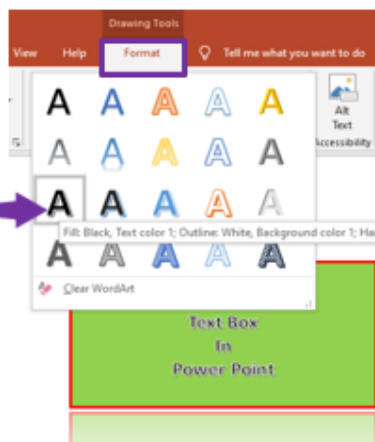 Drawing Tools
View Help Format Tell me what you want to do
A A A A A
Alt
Text
A A A A A
Accessibility
A A A A A
Fill: Black, Text color 1; Outline: White, Background color 1; Ha
A A A A A
Clear WordArt
Text Box
In
Power Point